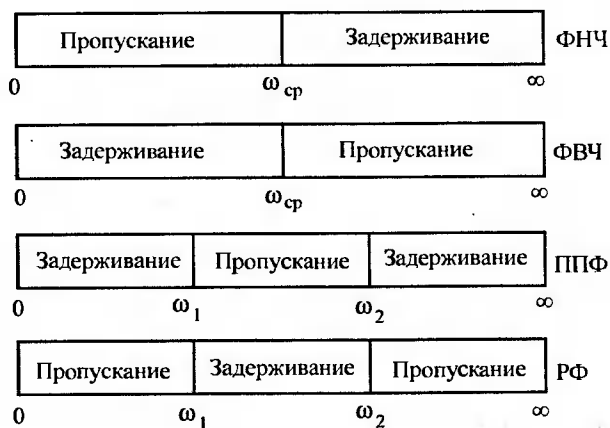 Пропускание Задерживание ФНЧ
0 ω ср ∞
Задерживание Пропускание ФВЧ
0 ω ср ∞
Задерживание Пропускание Задерживание ППФ
0 ω 1 ω 2 ∞
Пропускание Задерживание Пропускание РФ
0 ω 1 ω 2 ∞